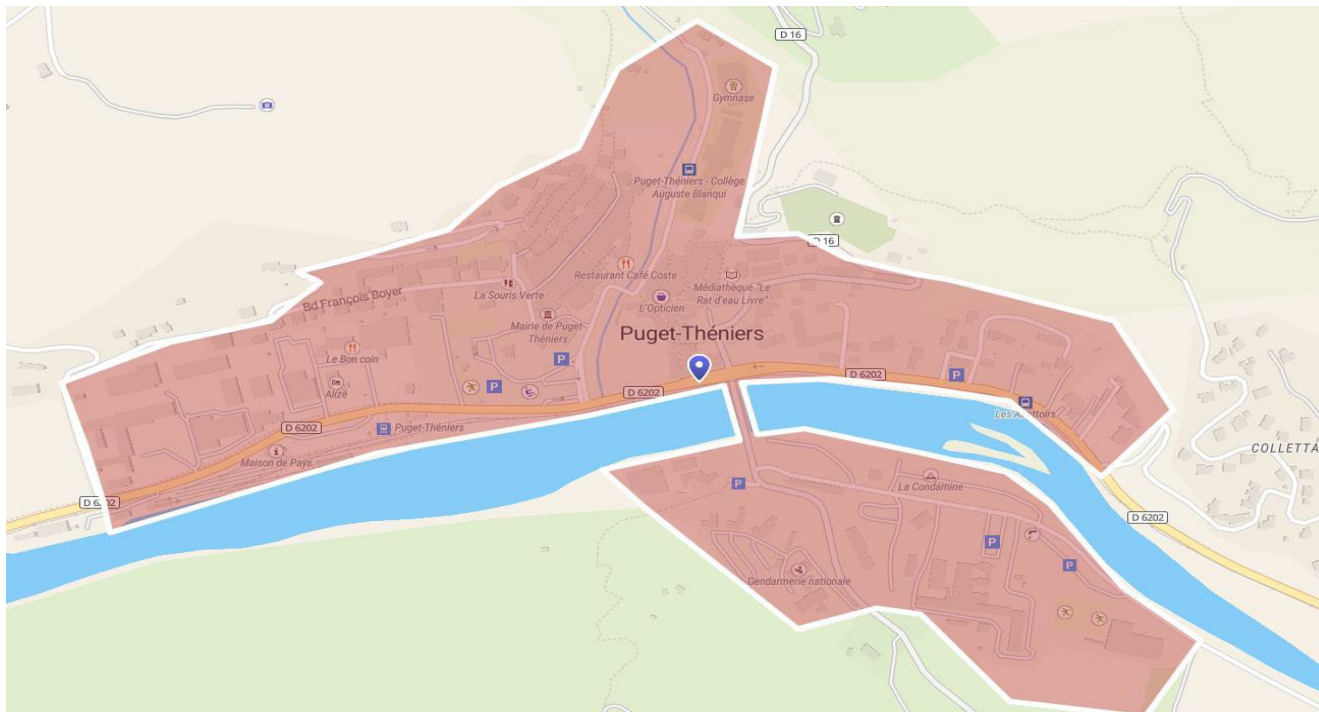 D 16
Gymnase
Puget-Théniers - Collège
Auguste Blanqui
D 16
Restaurant Café Coste
Médiathèque "Le
Rat d'eau Livre"
La Souris Verte
Bd François Boyer
L'Opticien
Mairie de Puget-
Théniers
Puget-Théniers
Le Bon coin
P
Alizé
P
D 6202
D 6202
P
D 6202
Puget-Théniers
Les Abattoirs
COLLETTA
Maison de Pays
i
P
La Condamine
D 6202
D 6202
P
P
Gendarmerie nationale